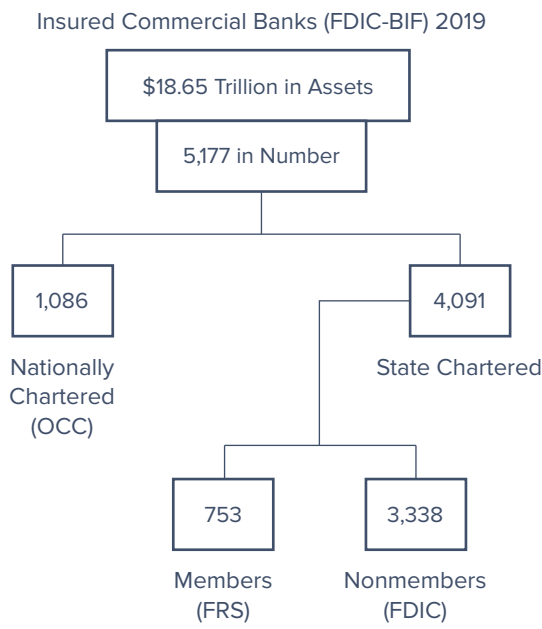 Insured Commercial Banks (FDIC-BIF) 2019
$18.65 Trillion in Assets
5,177 in Number
1,086
4,091
Nationally
Chartered
(OCC)
State Chartered
753
3,338
Members
(FRS)
Nonmembers
(FDIC)